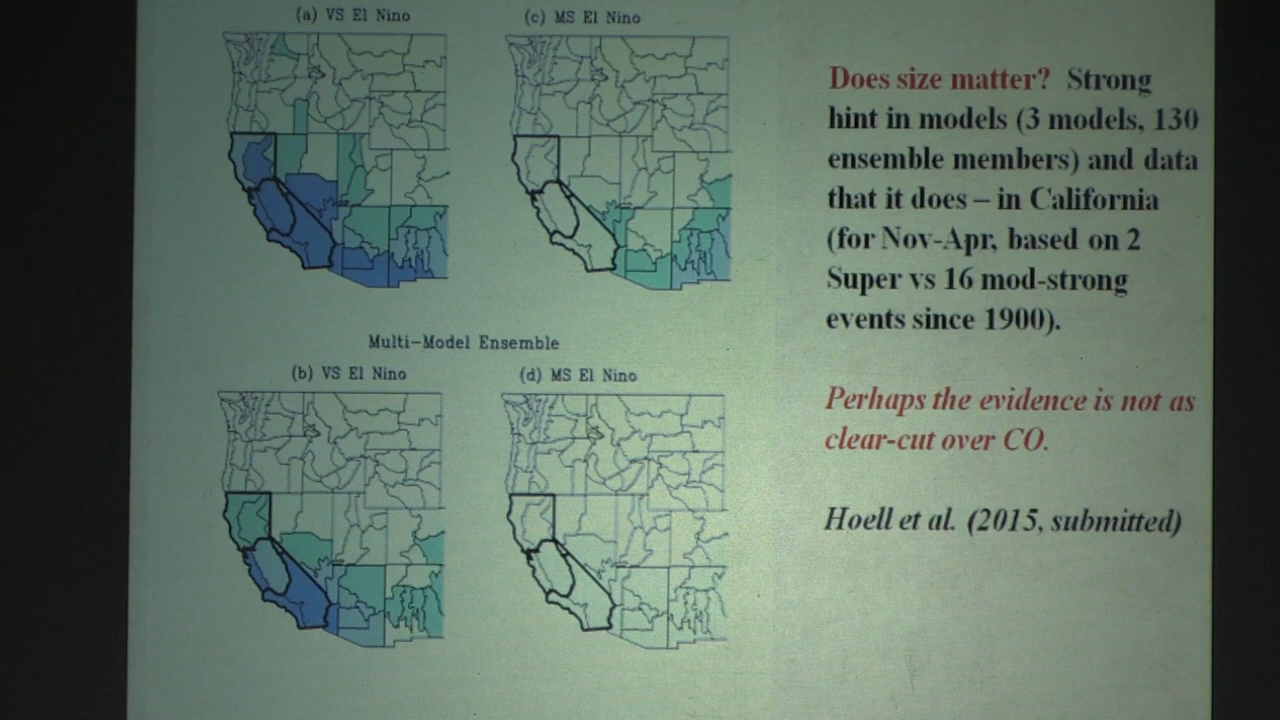 (a) VS El Nino
(c) MS El Nino
Multi-Model Ensemble
(b) VS El Nino
(d) MS El Nino
Does size matter? Strong
hint in models (3 models, 130
ensemble members) and data
that it does – in California
(for Nov-Apr, based on 2
Super vs 16 mod-strong
events since 1900).
Perhaps the evidence is not as
clear-cut over CO.
Hoell et al. (2015, submitted)